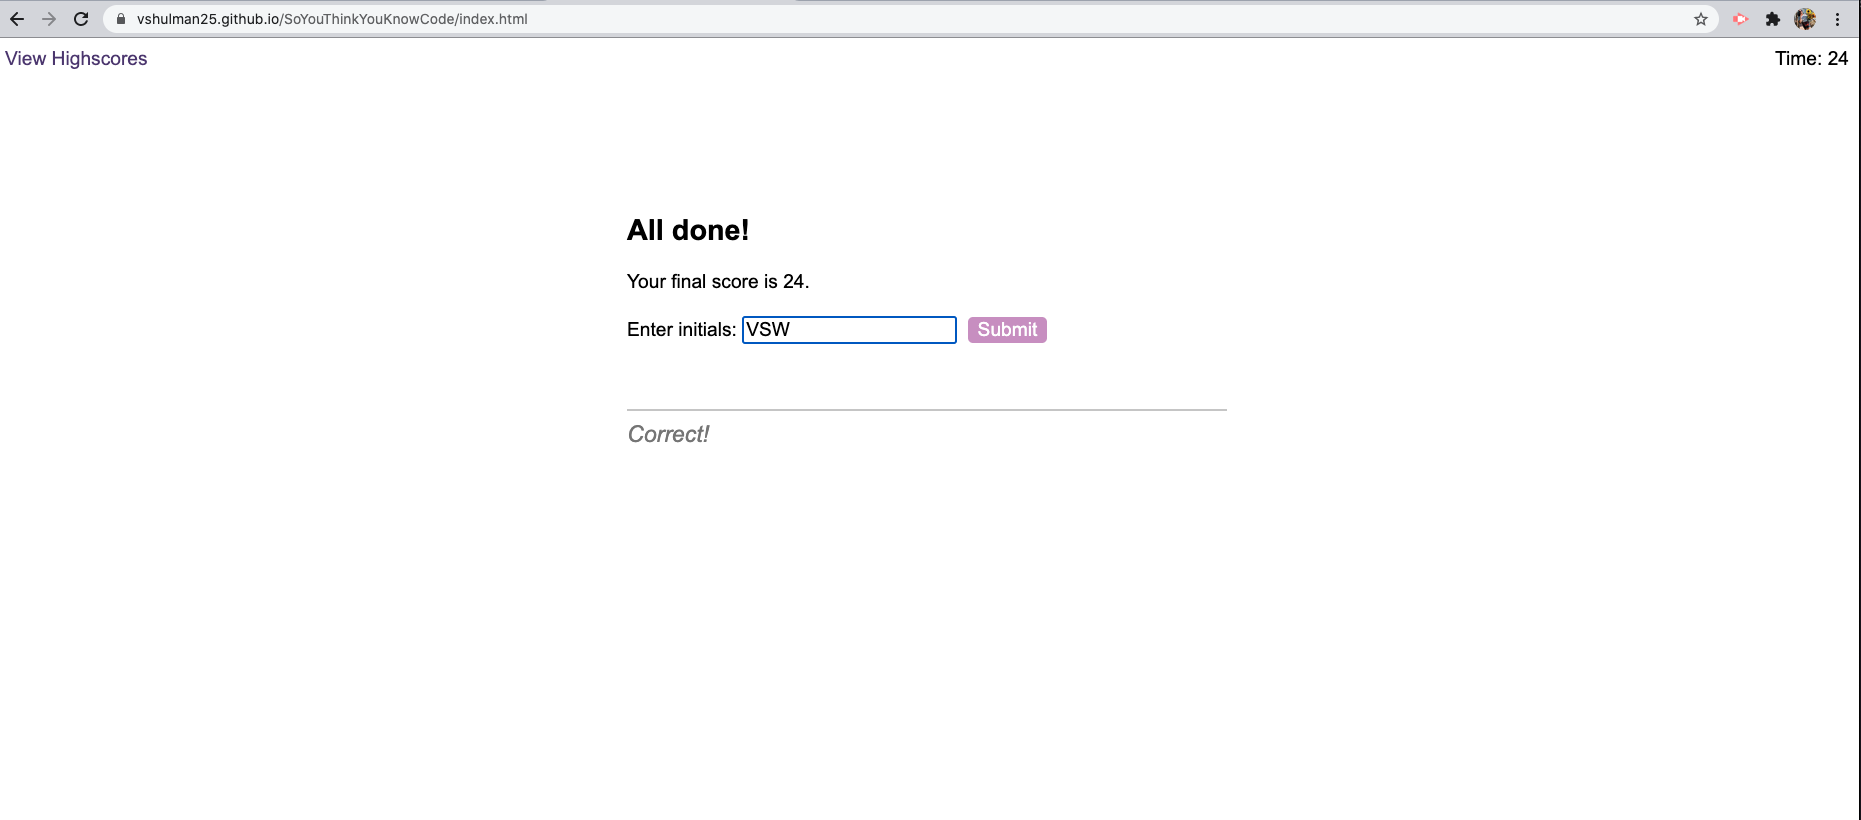 vshulman25.github.io/SoYouThinkYouKnowCode/index.html
View Highscores
Time: 24
All done!
Your final score is 24.
Enter initials: VSW Submit
Correct!